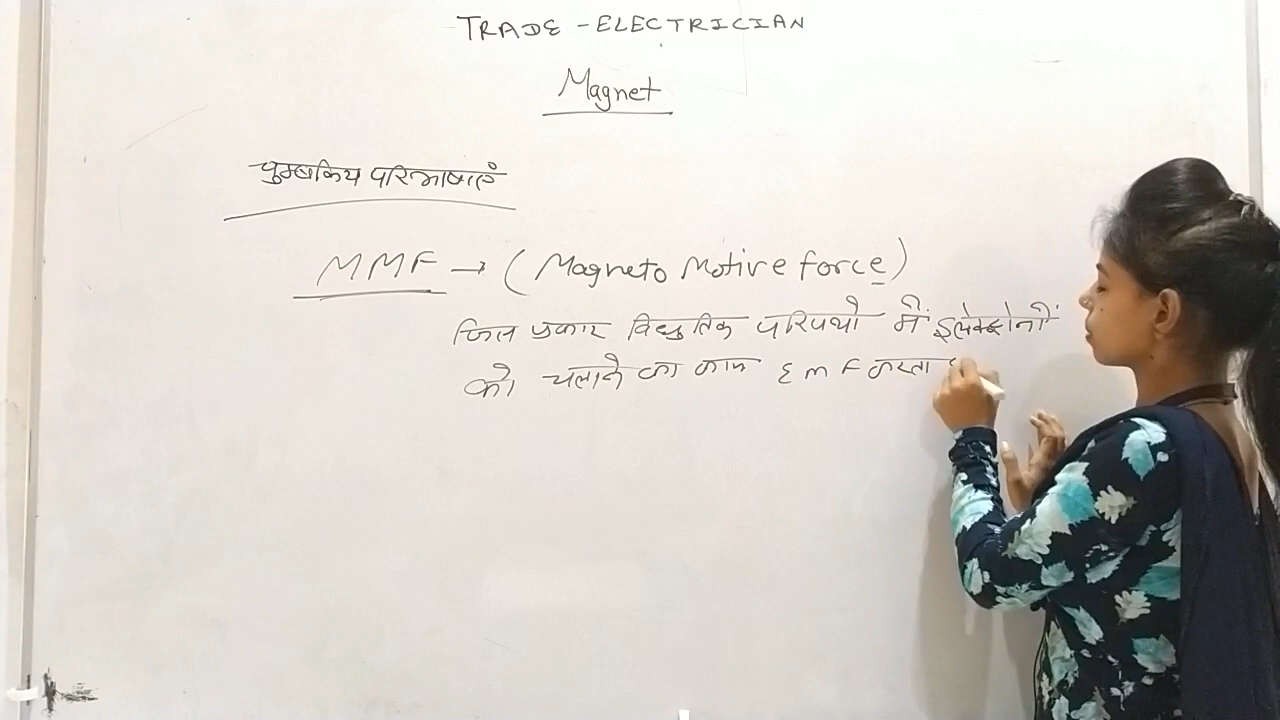 TRADE - ELECTRICIAN
Magnet
चुम्बकिय परिभाषाएं
MMF → (Magneto Motive force)
जिस प्रकार विद्युतिक परिपथो में इलेक्ट्रोनों
को चलाने का काम EMF करता